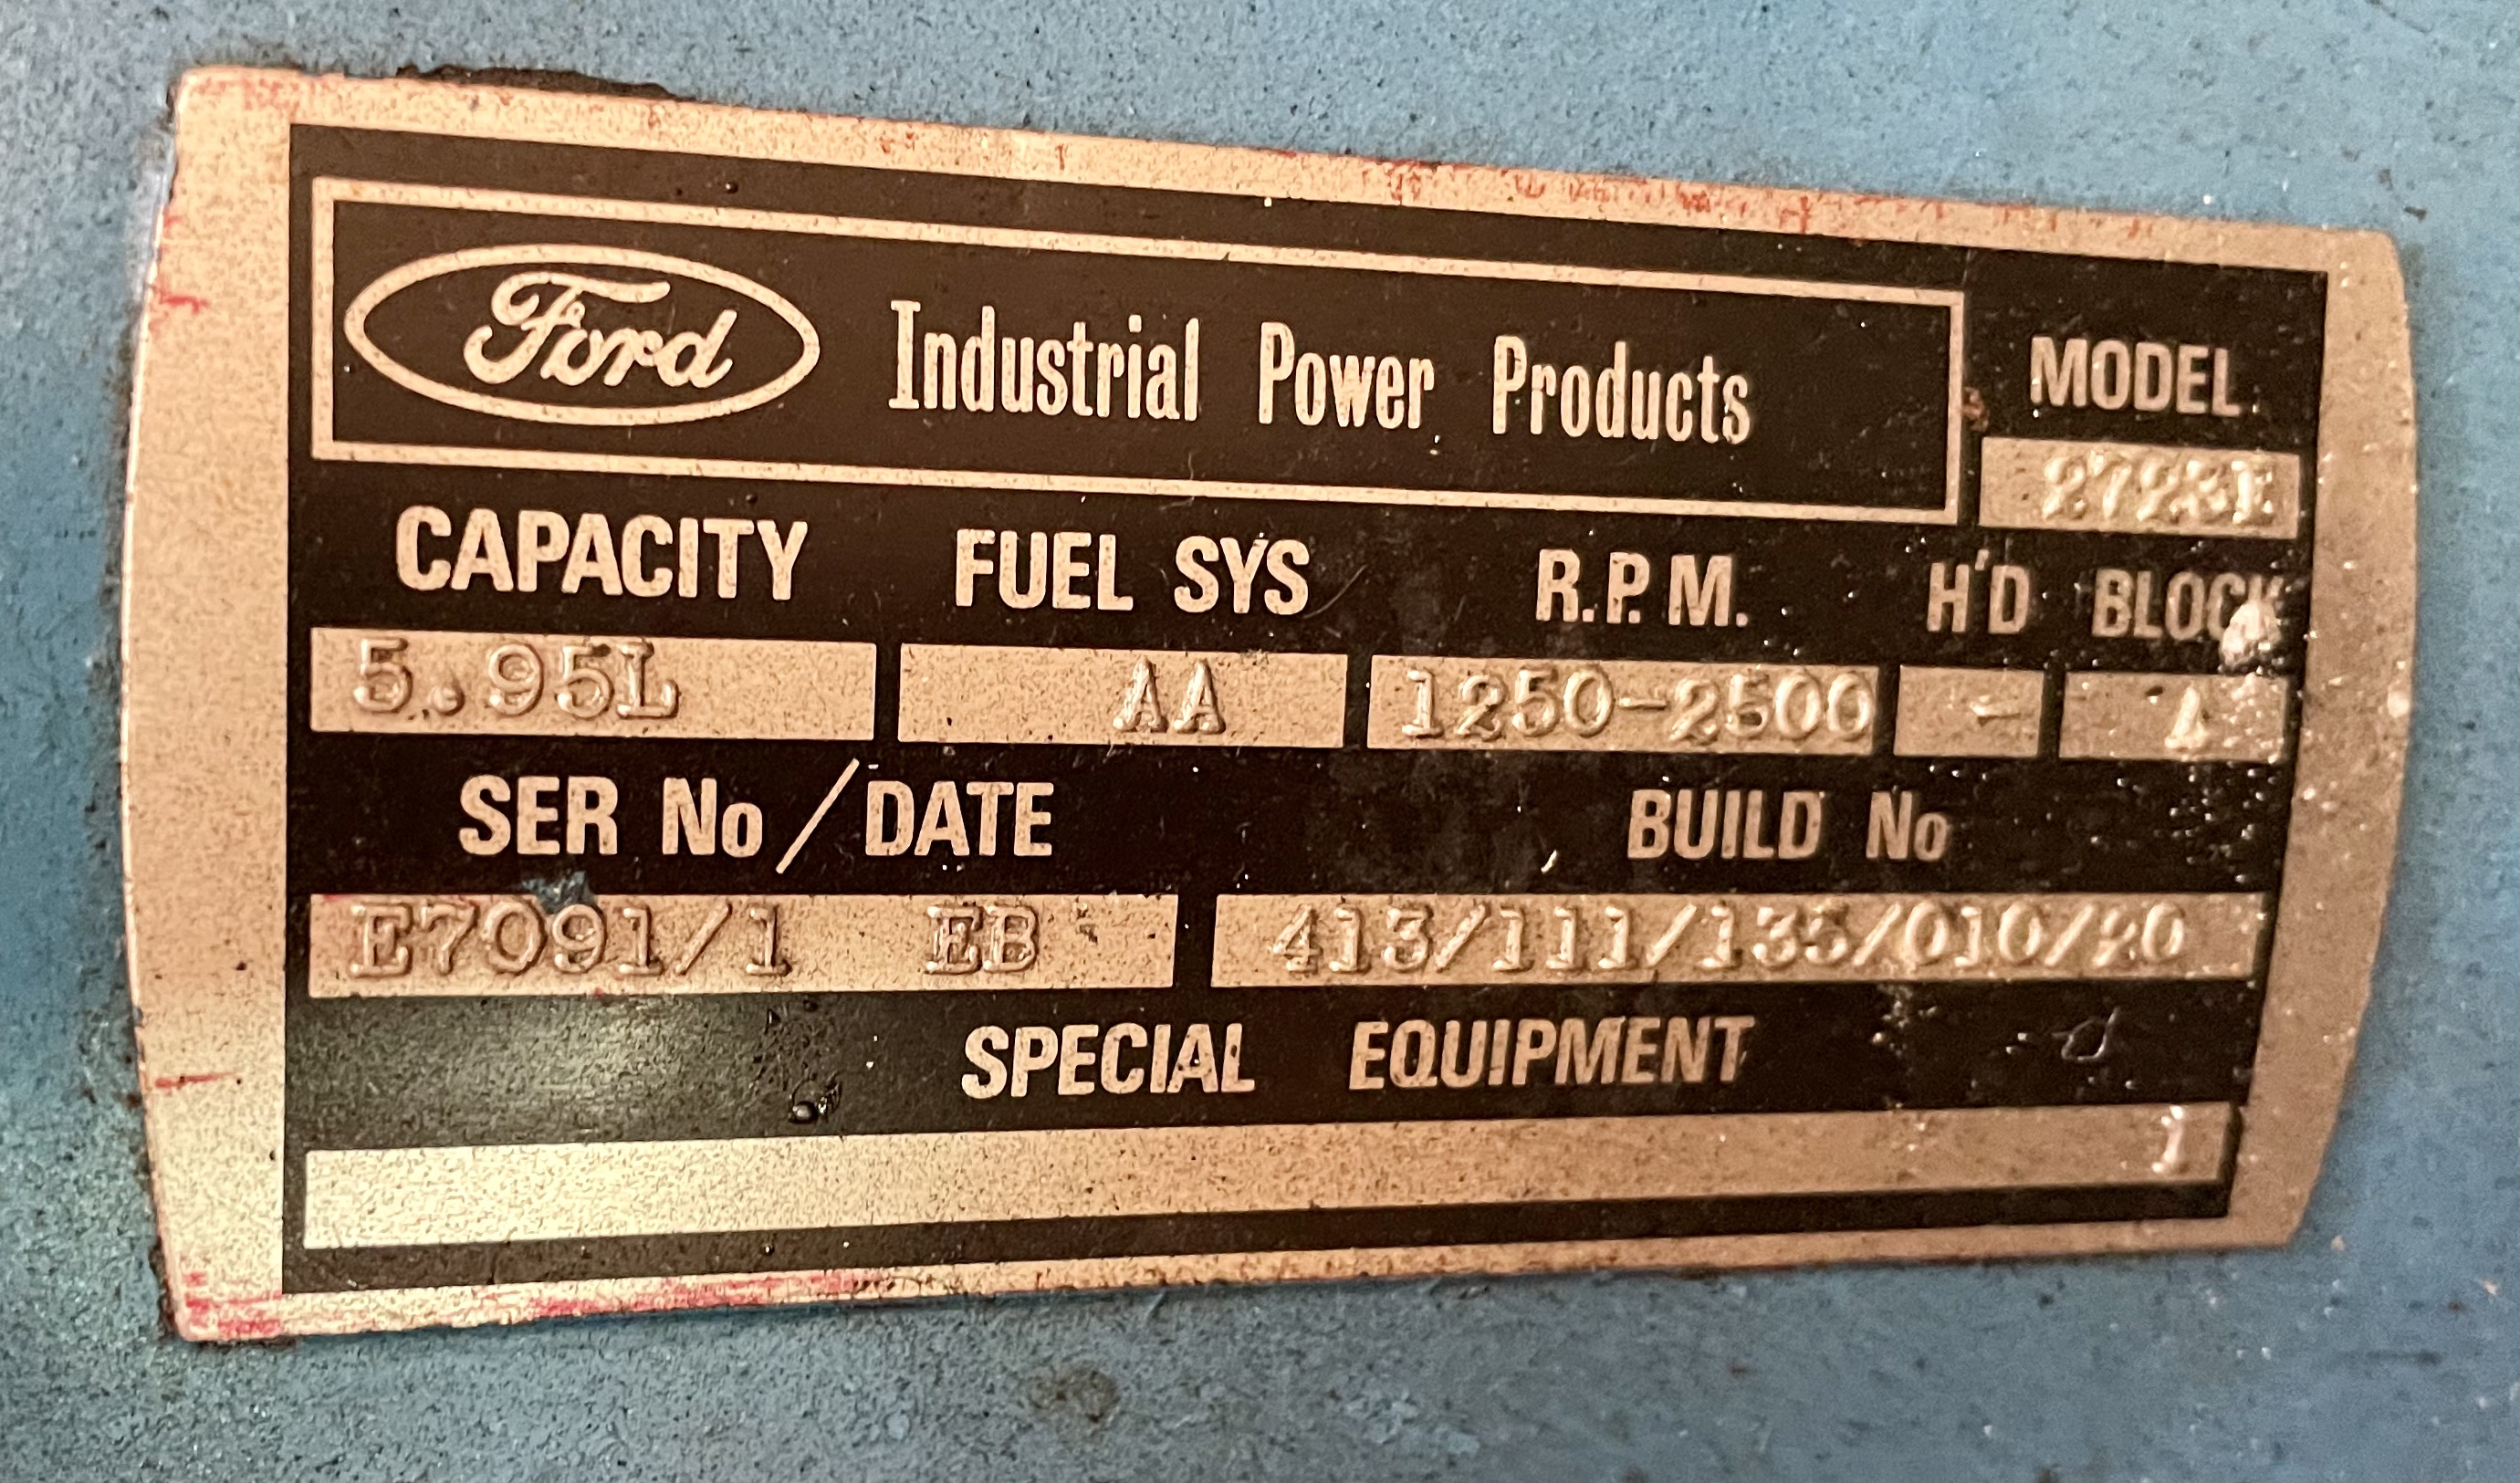 Ford Industrial Power Products
MODEL
2723E
CAPACITY FUEL SYS R.P.M. H'D BLOCK
5.95L AA 1250-2500 - A
SER No/DATE BUILD No
E7091/1 EB 413/111/135/010/20
SPECIAL EQUIPMENT
1